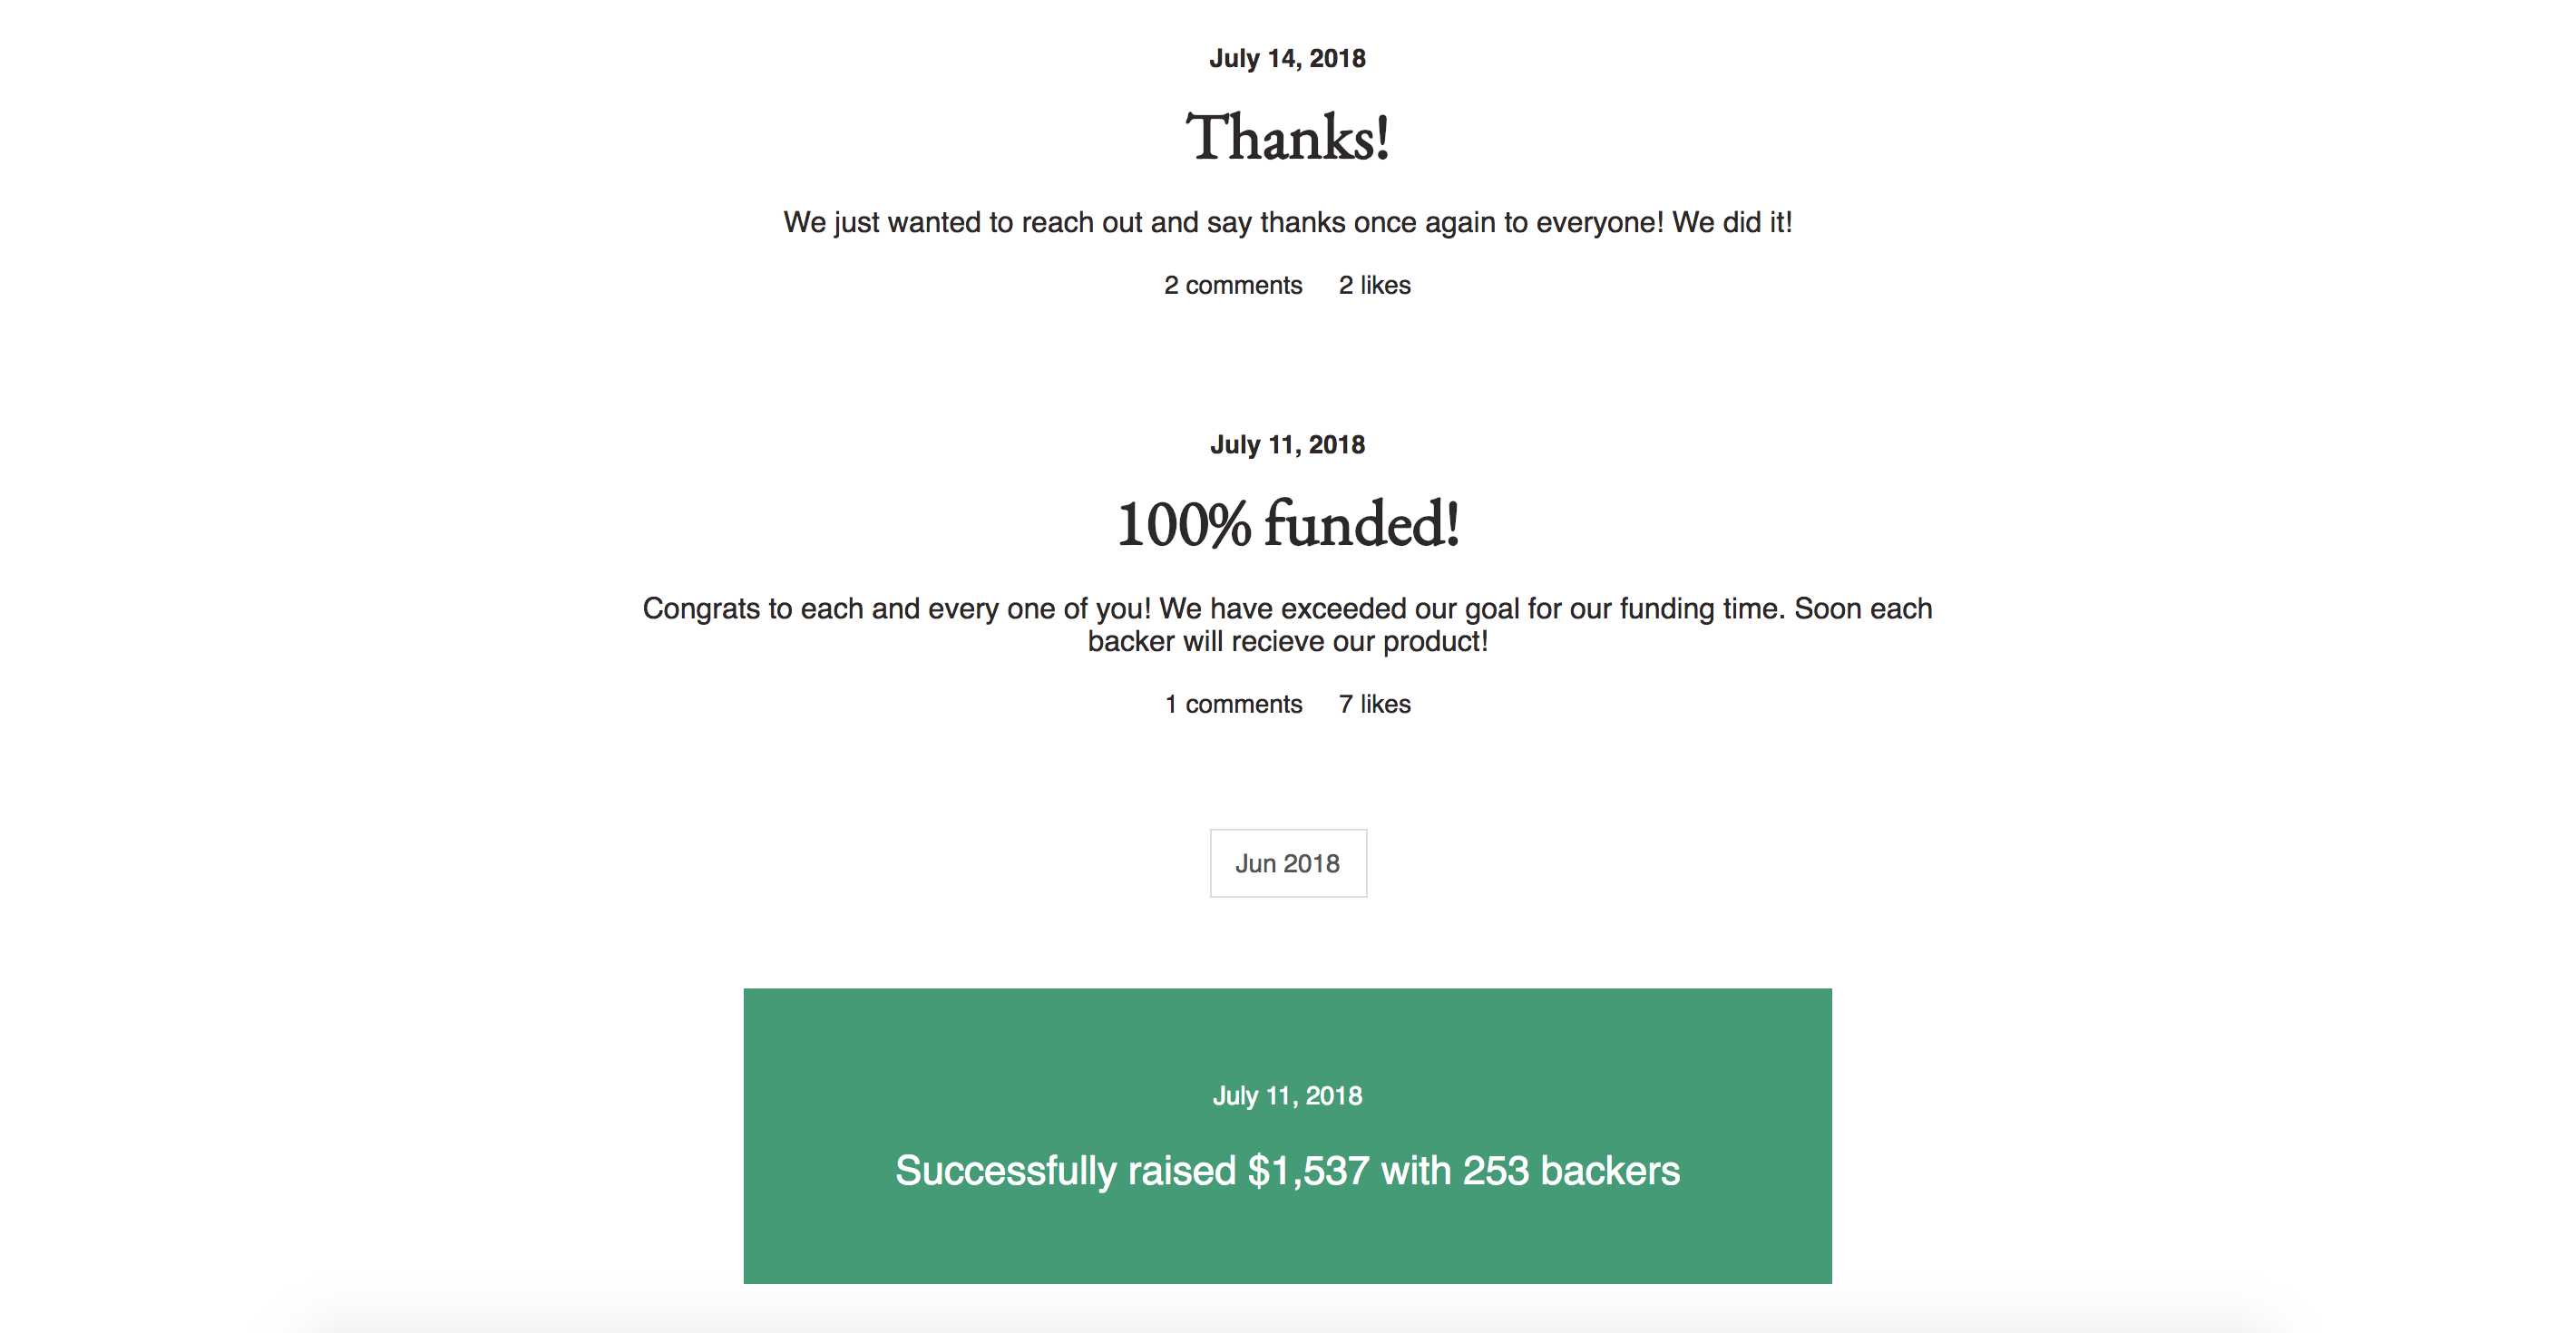 July 14, 2018
Thanks!
We just wanted to reach out and say thanks once again to everyone! We did it!
2 comments 2 likes
July 11, 2018
100% funded!
Congrats to each and every one of you! We have exceeded our goal for our funding time. Soon each
backer will recieve our product!
1 comments 7 likes
Jun 2018
July 11, 2018
Successfully raised $1,537 with 253 backers